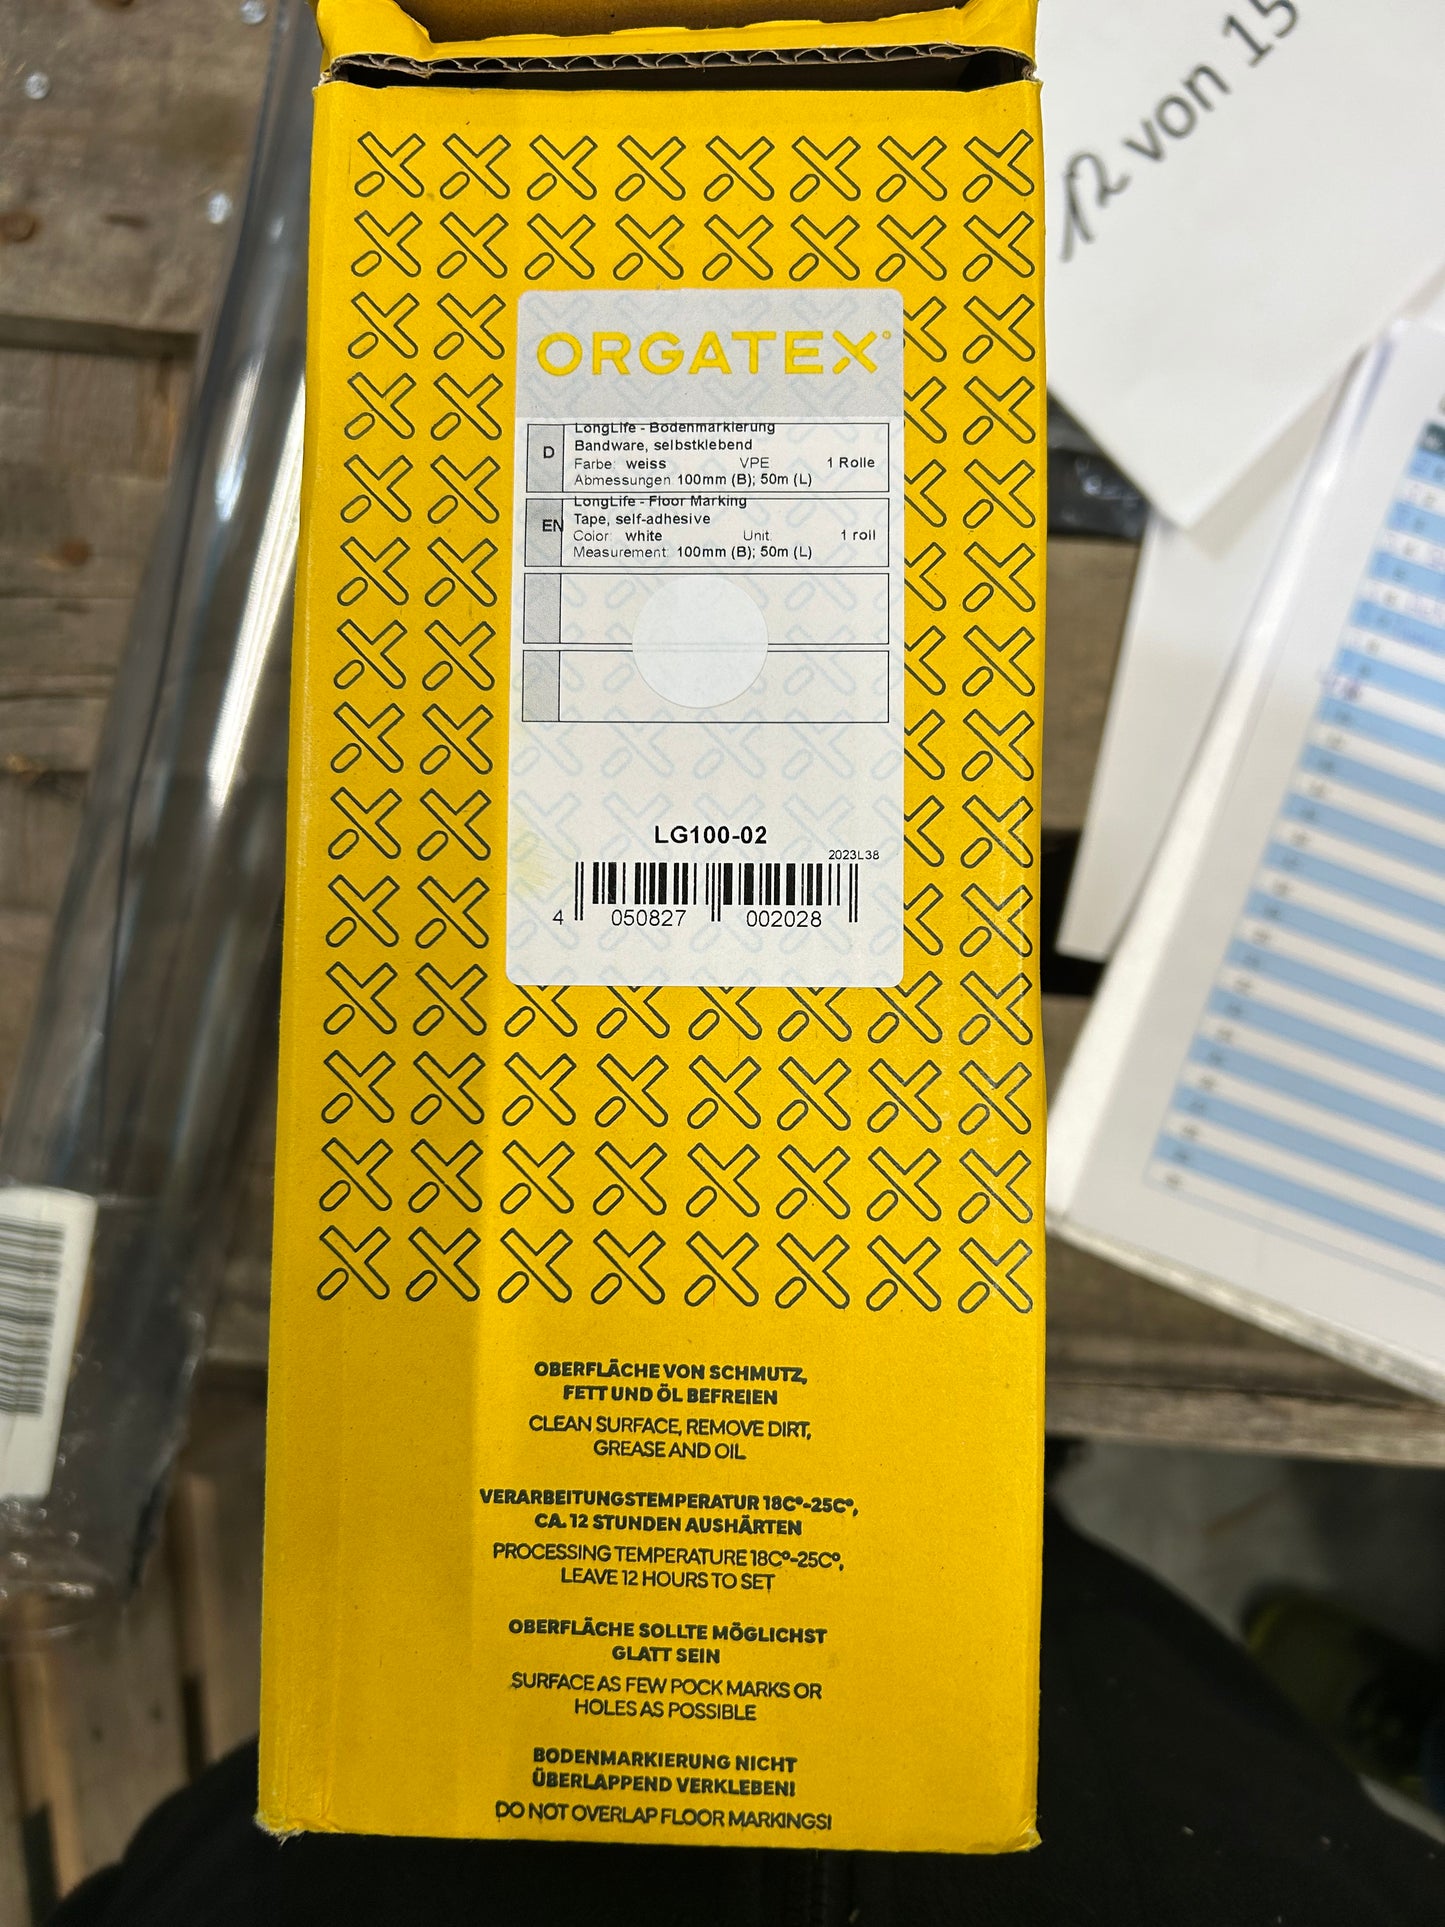 12 von 15
ORGATEX®
D
LongLife - Bodenmarkierung
Bandware, selbstklebend
Farbe: weiss VPE 1 Rolle
Abmessungen: 100mm (B); 50m (L)
EN
LongLife - Floor Marking
Tape, self-adhesive
Color: white Unit: 1 roll
Measurement: 100mm (B); 50m (L)
LG100-02
2023L38
4 050827 002028
OBERFLÄCHE VON SCHMUTZ,
FETT UND ÖL BEFREIEN
CLEAN SURFACE, REMOVE DIRT,
GREASE AND OIL
VERARBEITUNGSTEMPERATUR 18C°-25C°,
CA. 12 STUNDEN AUSHÄRTEN
PROCESSING TEMPERATURE 18C°-25C°,
LEAVE 12 HOURS TO SET
OBERFLÄCHE SOLLTE MÖGLICHST
GLATT SEIN
SURFACE AS FEW POCK MARKS OR
HOLES AS POSSIBLE
BODENMARKIERUNG NICHT
ÜBERLAPPEND VERKLEBEN!
DO NOT OVERLAP FLOOR MARKINGS!